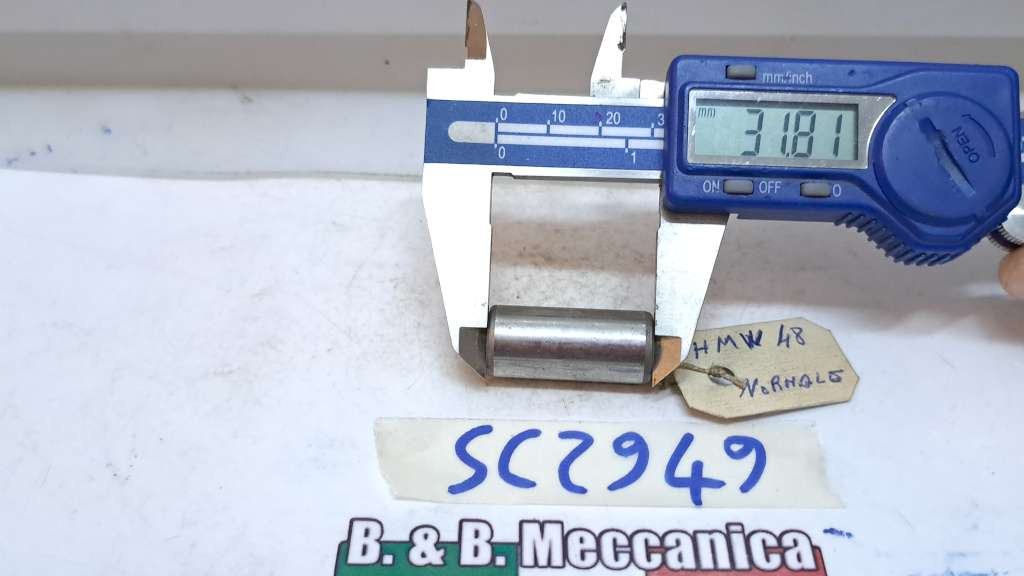 mm/inch
0 10 20 3
mm 31.81
OPEN
0 1
ON OFF 0
HMW 48
NORMALE
SC2949
B. & B. Meccanica